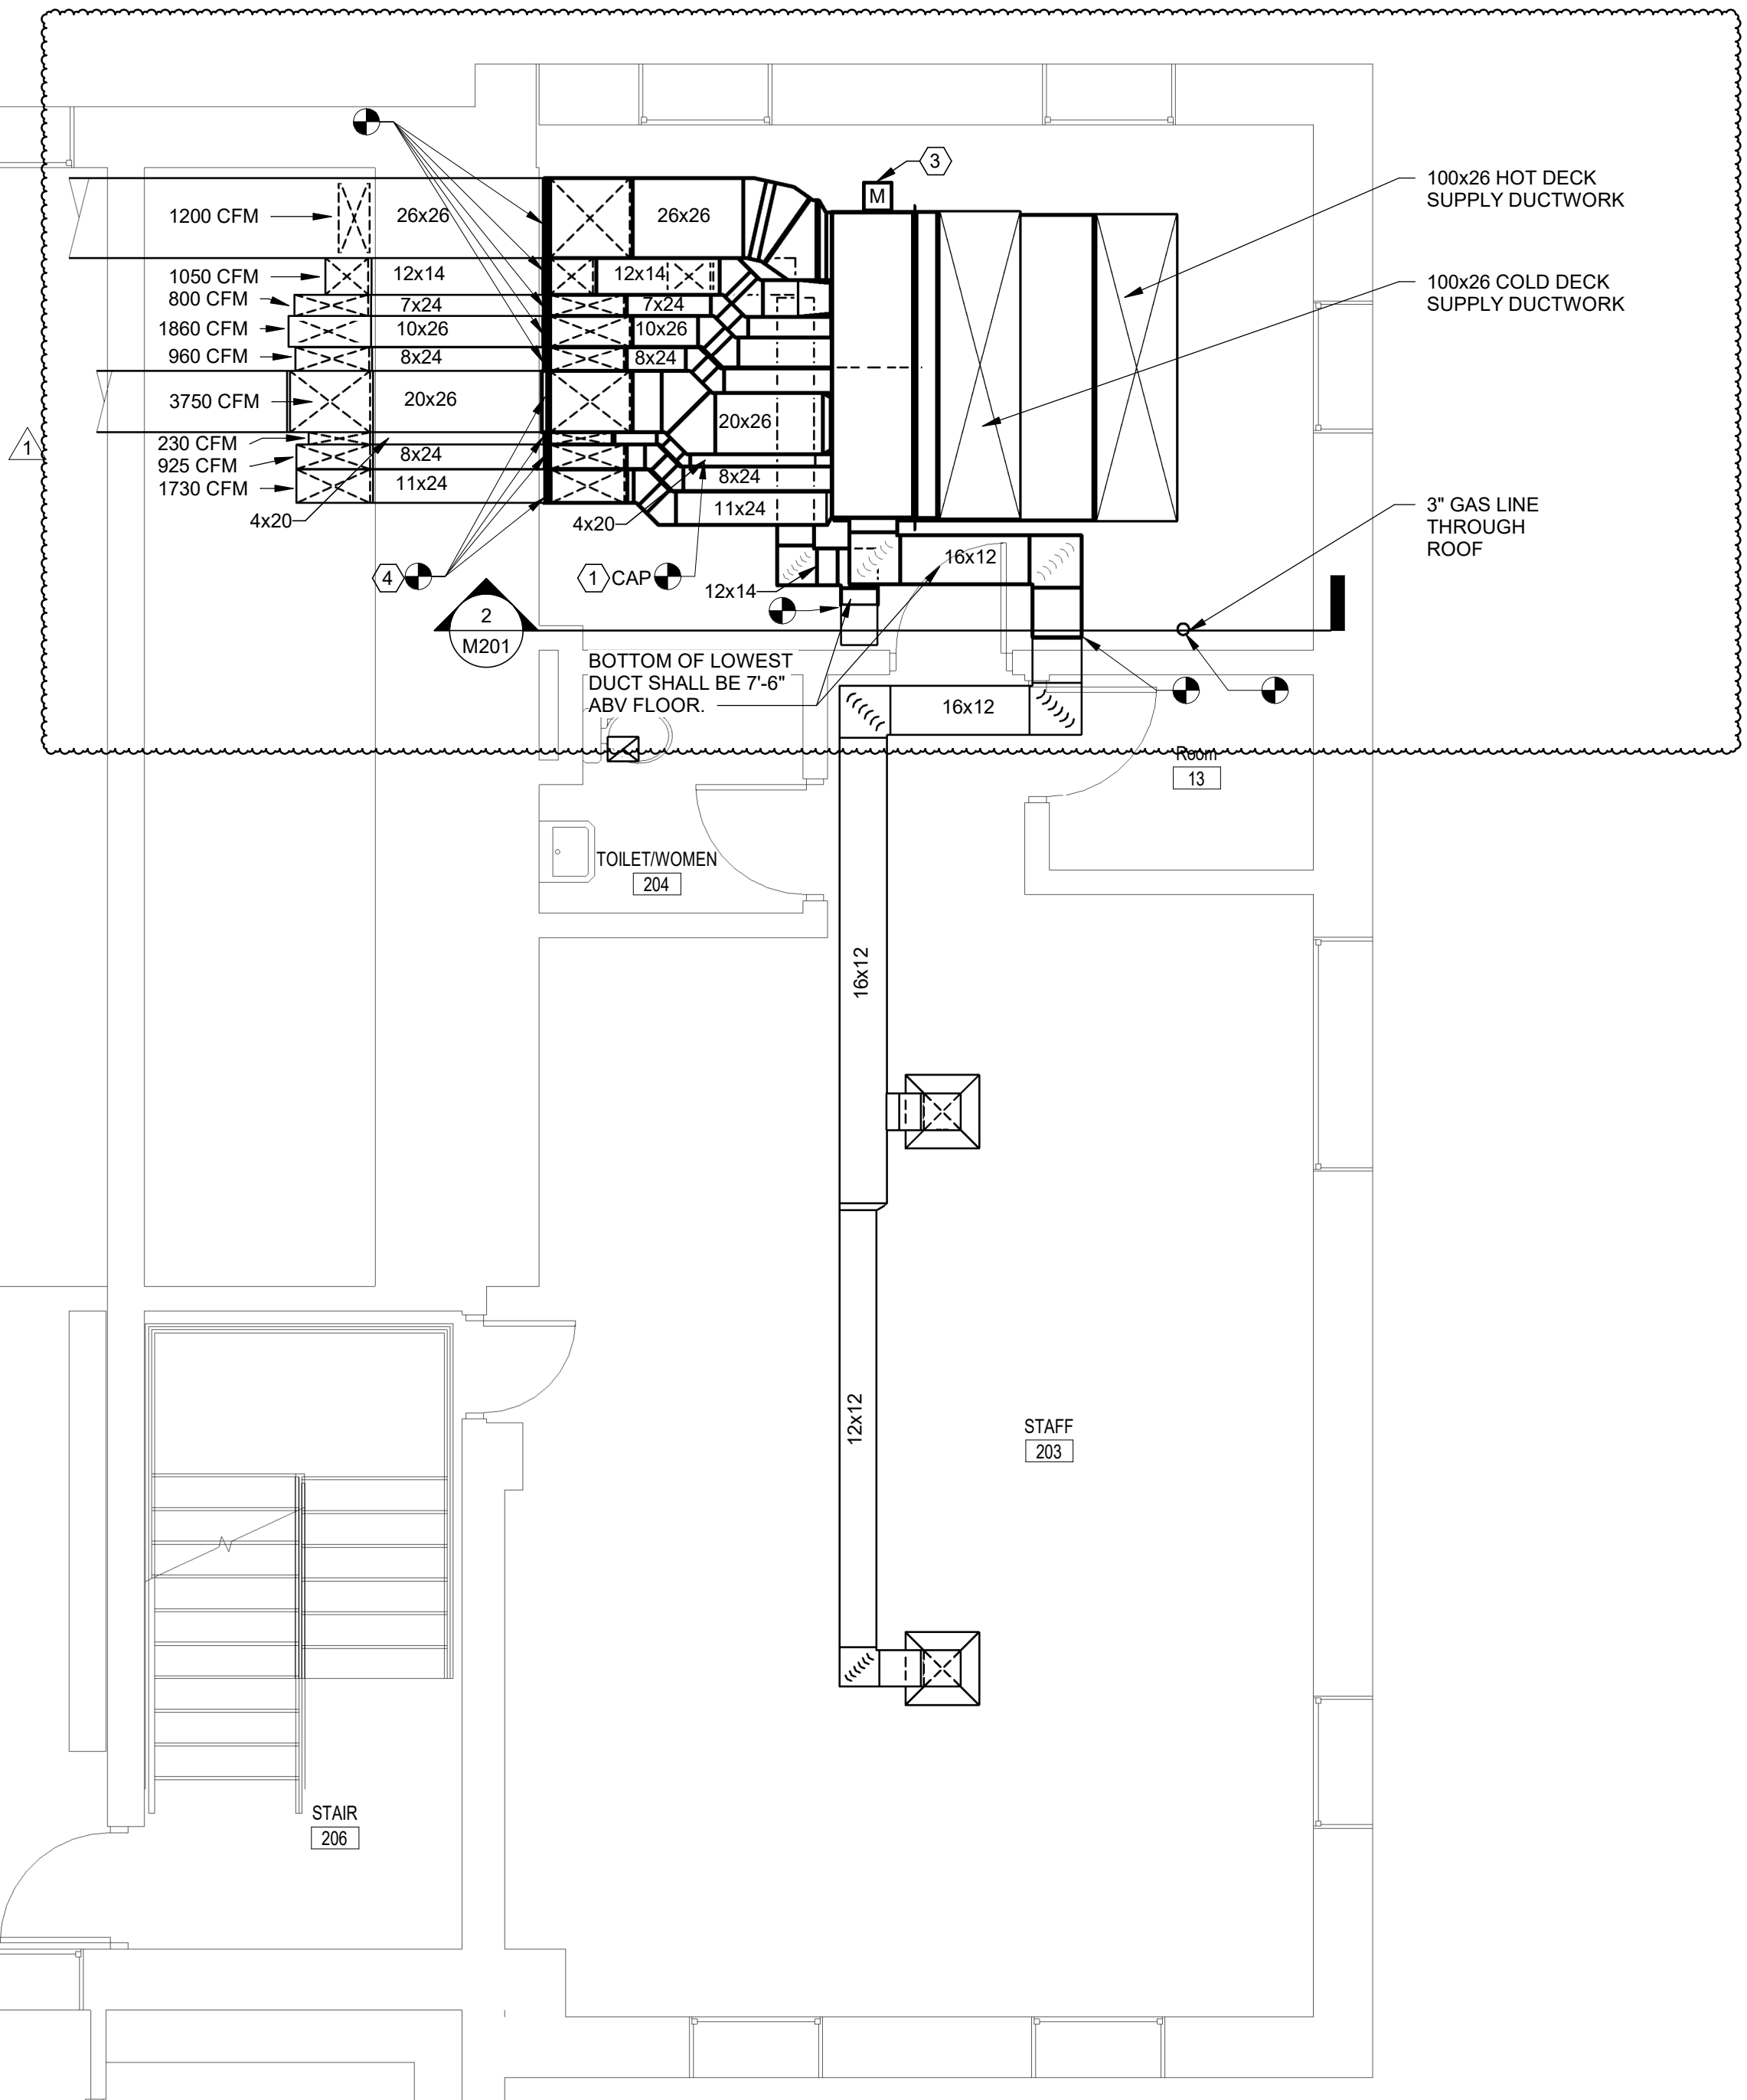 3
M
100x26 HOT DECK
SUPPLY DUCTWORK
1200 CFM
26x26
26x26
1050 CFM
12x14
12x14
100x26 COLD DECK
SUPPLY DUCTWORK
800 CFM
7x24
7x24
1860 CFM
10x26
10x26
960 CFM
8x24
8x24
3750 CFM
20x26
20x26
1
230 CFM
925 CFM
8x24
8x24
1730 CFM
11x24
11x24
4x20
4x20
3" GAS LINE
THROUGH
ROOF
4
1
CAP
12x14
16x12
2
M201
BOTTOM OF LOWEST
DUCT SHALL BE 7'-6"
ABV FLOOR.
16x12
Room
13
TOILET/WOMEN
204
16x12
12x12
STAFF
203
STAIR
206